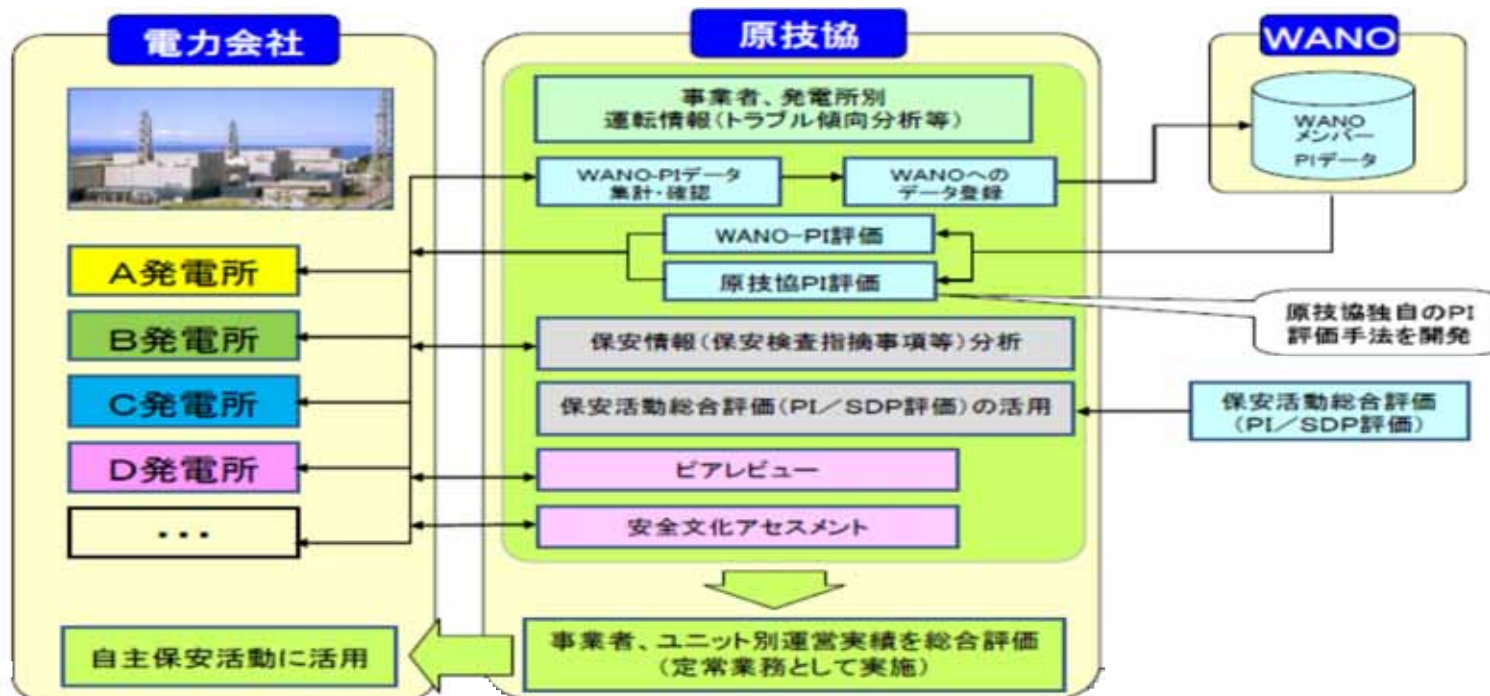 電力会社
A発電所
B発電所
C発電所
D発電所
・・・
自主保安活動に活用
原技協
事業者、発電所別
運転情報(トラブル傾向分析等)
WANO-PIデータ
集計・確認
WANOへの
データ登録
WANO-PI評価
原技協PI評価
保安情報(保安検査指摘事項等)分析
保安活動総合評価(PI/SDP評価)の活用
ピアレビュー
安全文化アセスメント
事業者、ユニット別運営実績を総合評価
(定常業務として実施)
WANO
WANO
メンバー
PIデータ
原技協独自のPI
評価手法を開発
保安活動総合評価
(PI/SDP評価)